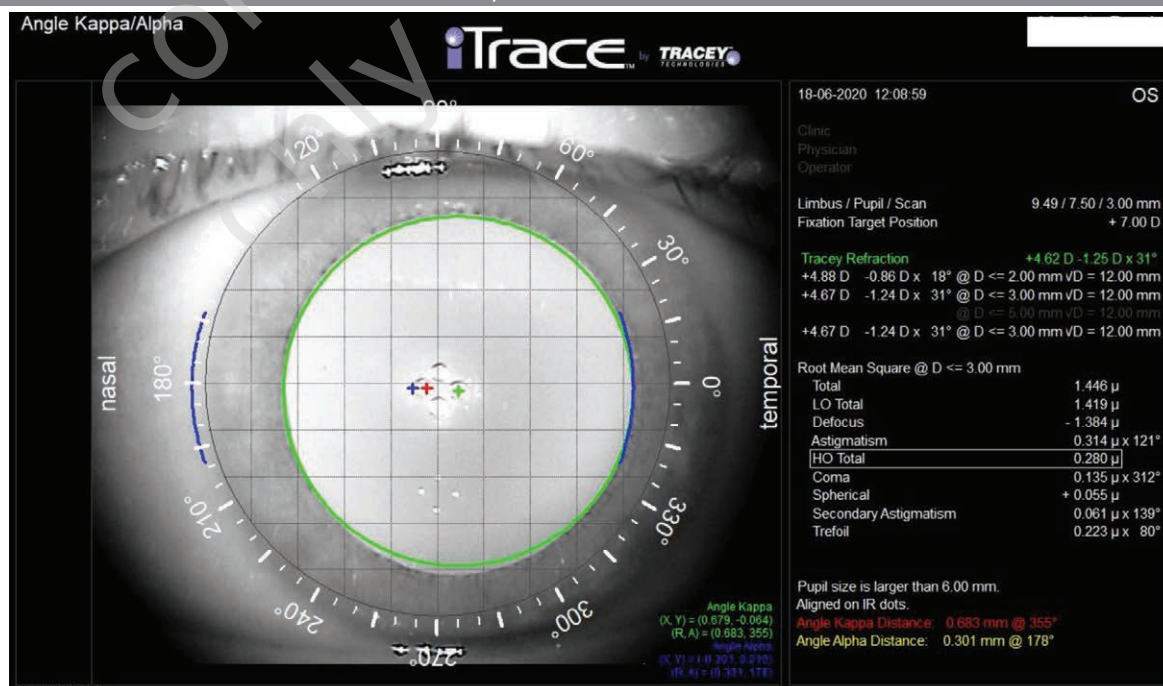 Angle Kappa/Alpha
iTrace™ by TRACEY TECHNOLOGIES
only
18-06-2020 12:08:59 OS
Clinic
Physician
Operator
Limbus / Pupil / Scan 9.49 / 7.50 / 3.00 mm
Fixation Target Position + 7.00 D
Tracey Refraction +4.62 D -1.25 D x 31°
+4.88 D -0.86 D x 18° @ D <= 2.00 mm VD = 12.00 mm
+4.67 D -1.24 D x 31° @ D <= 3.00 mm VD = 12.00 mm
@ D <= 5.00 mm VD = 12.00 mm
+4.67 D -1.24 D x 31° @ D <= 3.00 mm VD = 12.00 mm
Root Mean Square @ D <= 3.00 mm
Total 1.446 µ
LO Total 1.419 µ
Defocus - 1.384 µ
Astigmatism 0.314 µ x 121°
HO Total 0.280 µ
Coma 0.135 µ x 312°
Spherical + 0.055 µ
Secondary Astigmatism 0.061 µ x 139°
Trefoil 0.223 µ x 80°
Pupil size is larger than 6.00 mm.
Aligned on IR dots.
Angle Kappa Distance: 0.683 mm @ 355°
Angle Alpha Distance: 0.301 mm @ 178°
120°
60°
30°
nasal
180°
0°
temporal
210°
330°
240°
300°
270°
Angle Kappa
(X, Y) = (0.679, -0.064)
(R, A) = (0.683, 355)
Angle Alpha